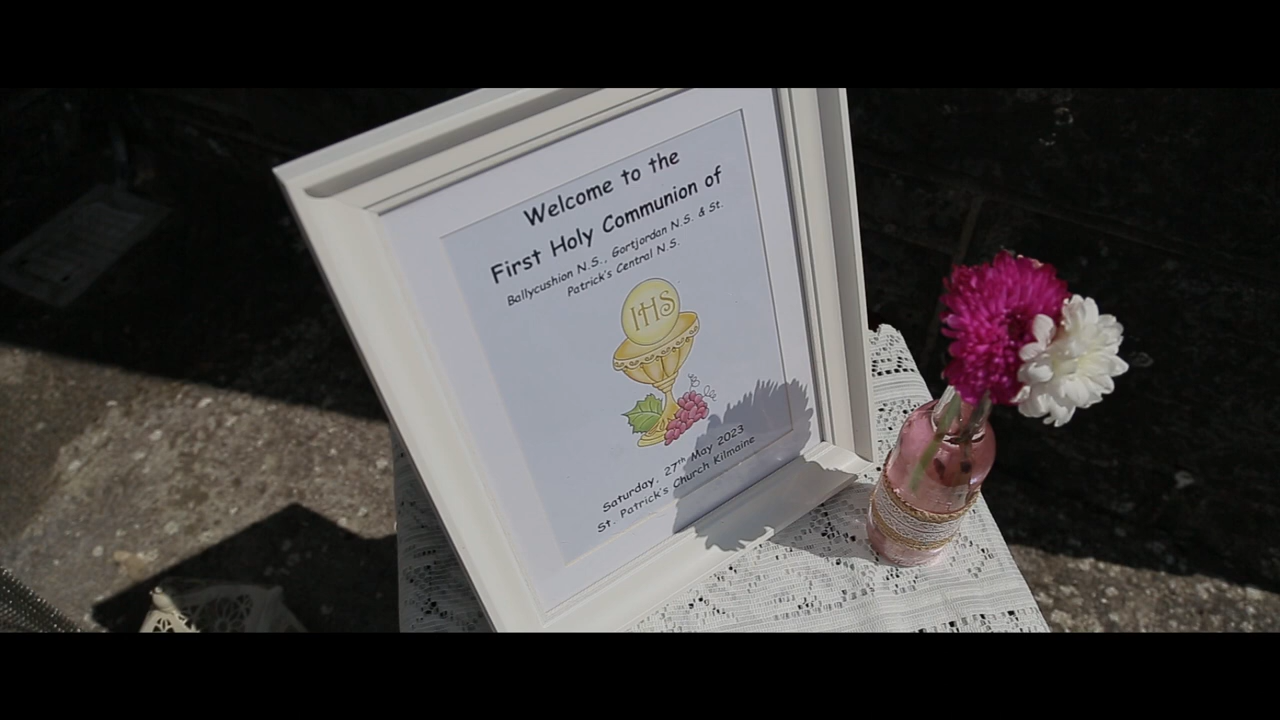 Welcome to the
First Holy Communion of
Ballycushion N.S., Gortjordan N.S. & St.
Patrick's Central N.S.
IHS
Saturday, 27th May 2023
St. Patrick's Church Kilmaine